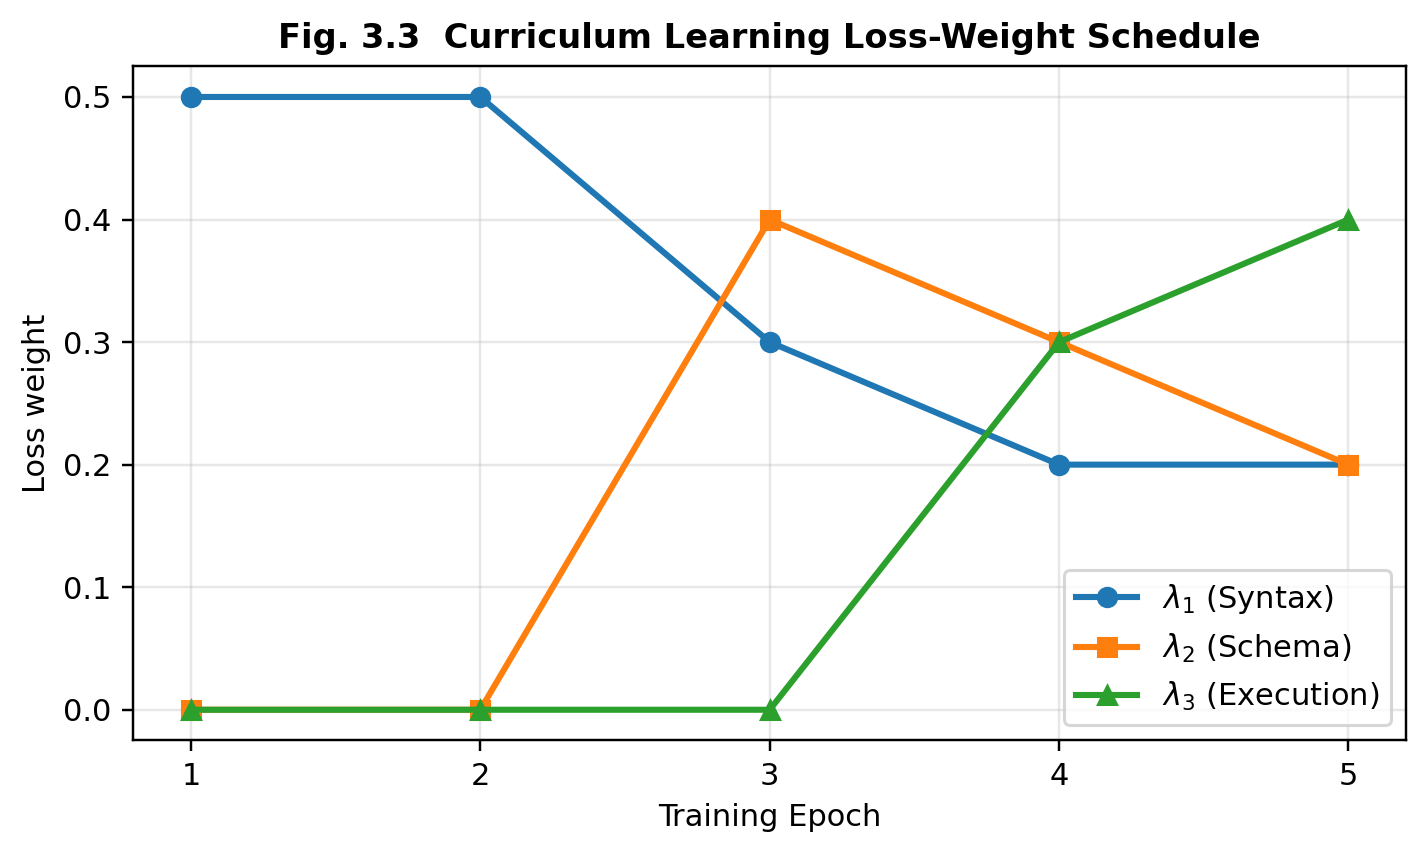 Fig. 3.3  Curriculum Learning Loss-Weight Schedule
Loss weight
0.5
0.4
0.3
0.2
0.1
0.0
λ₁ (Syntax)
λ₂ (Schema)
λ₃ (Execution)
1 2 3 4 5
Training Epoch